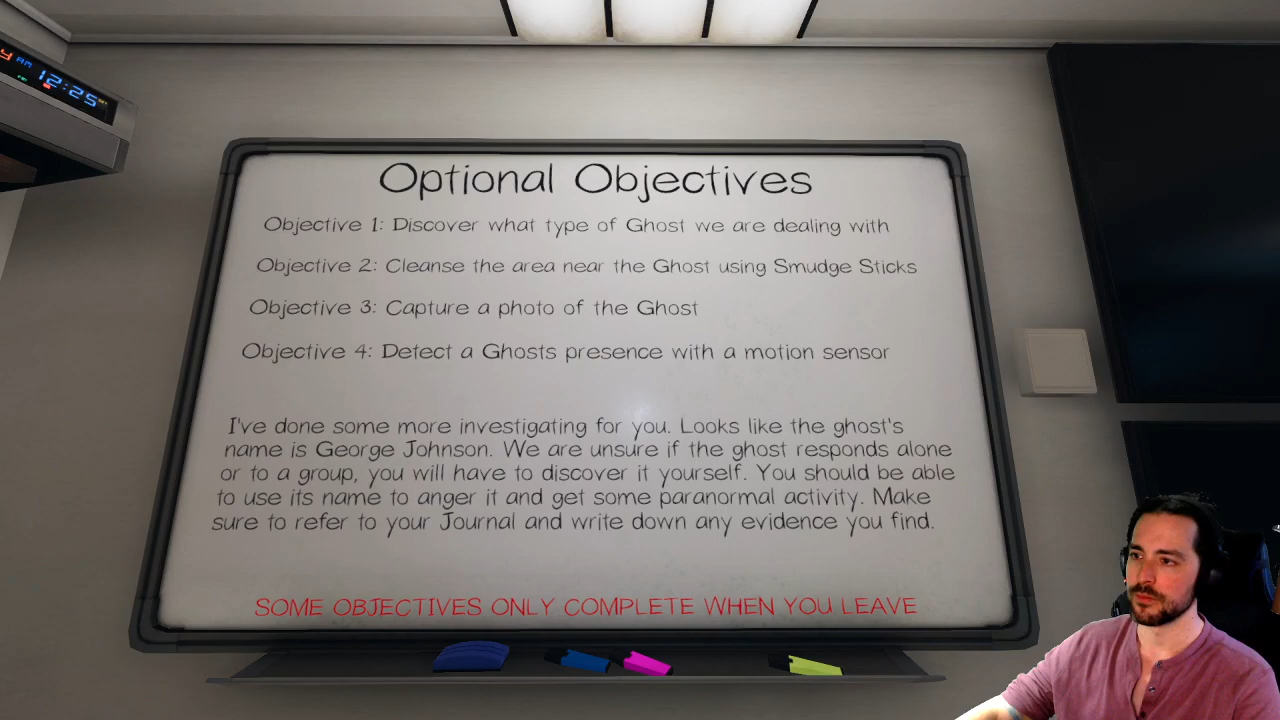 AM 12:25
Optional Objectives
Objective 1: Discover what type of Ghost we are dealing with
Objective 2: Cleanse the area near the Ghost using Smudge Sticks
Objective 3: Capture a photo of the Ghost
Objective 4: Detect a Ghosts presence with a motion sensor
I've done some more investigating for you. Looks like the ghost's
name is George Johnson. We are unsure if the ghost responds alone
or to a group, you will have to discover it yourself. You should be able
to use its name to anger it and get some paranormal activity. Make
sure to refer to your Journal and write down any evidence you find.
SOME OBJECTIVES ONLY COMPLETE WHEN YOU LEAVE